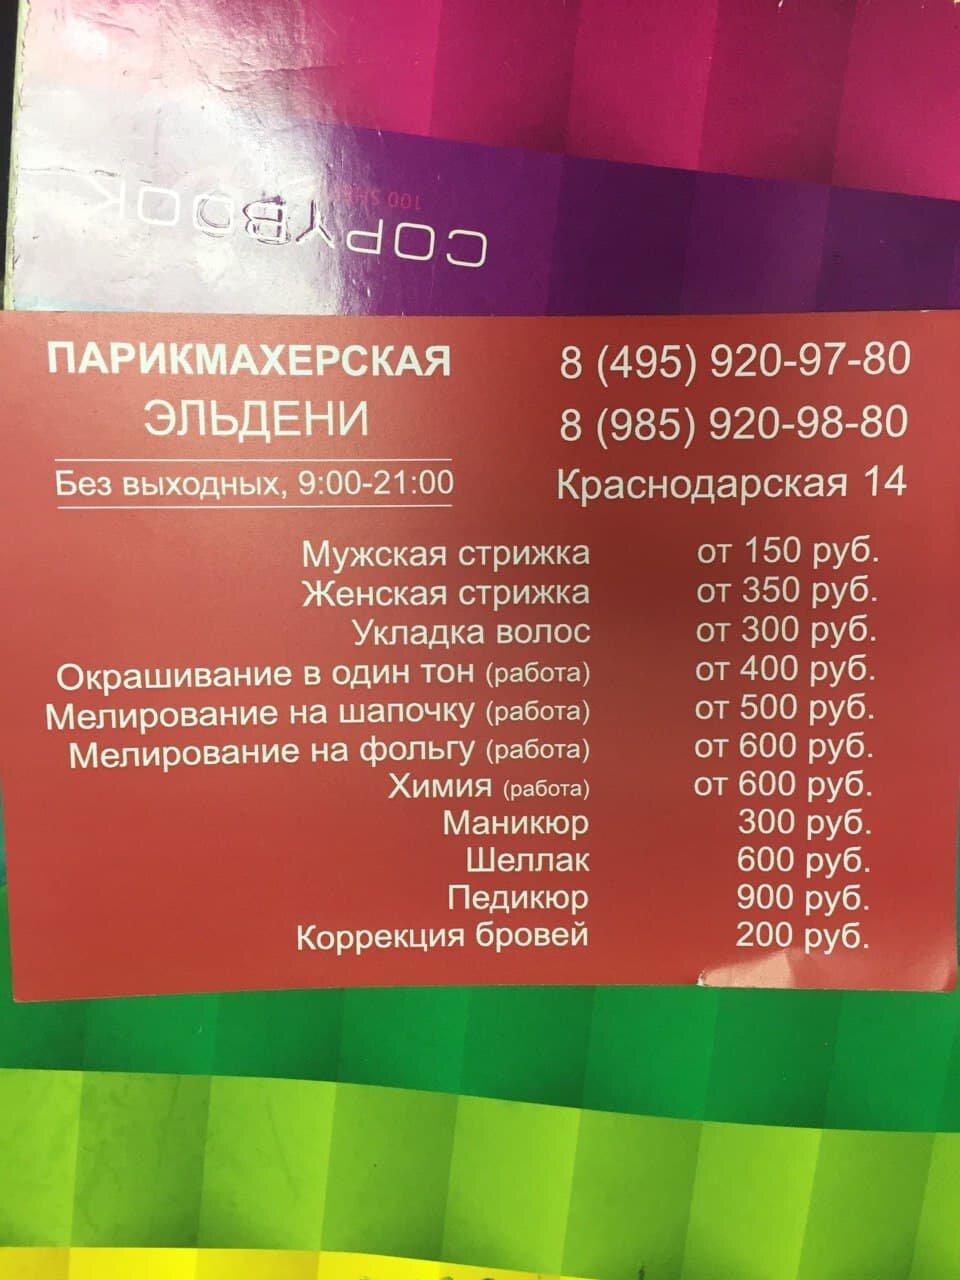 COPYBOOK
ПАРИКМАХЕРСКАЯ
ЭЛЬДЕНИ
Без выходных, 9:00-21:00
8 (495) 920-97-80
8 (985) 920-98-80
Краснодарская 14
Мужская стрижка от 150 руб.
Женская стрижка от 350 руб.
Укладка волос от 300 руб.
Окрашивание в один тон (работа) от 400 руб.
Мелирование на шапочку (работа) от 500 руб.
Мелирование на фольгу (работа) от 600 руб.
Химия (работа) от 600 руб.
Маникюр 300 руб.
Шеллак 600 руб.
Педикюр 900 руб.
Коррекция бровей 200 руб.